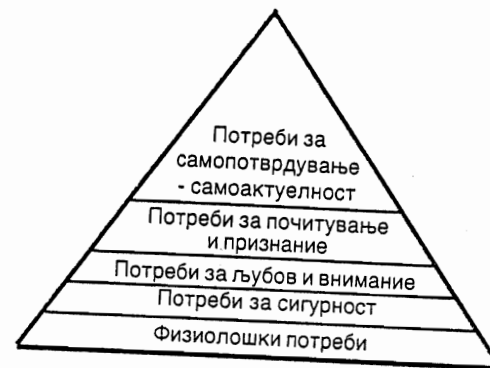 Потреби за
самопотврдување
- самоактуелност
Потреби за почитување
и признание
Потреби за љубов и внимание
Потреби за сигурност
Физиолошки потреби